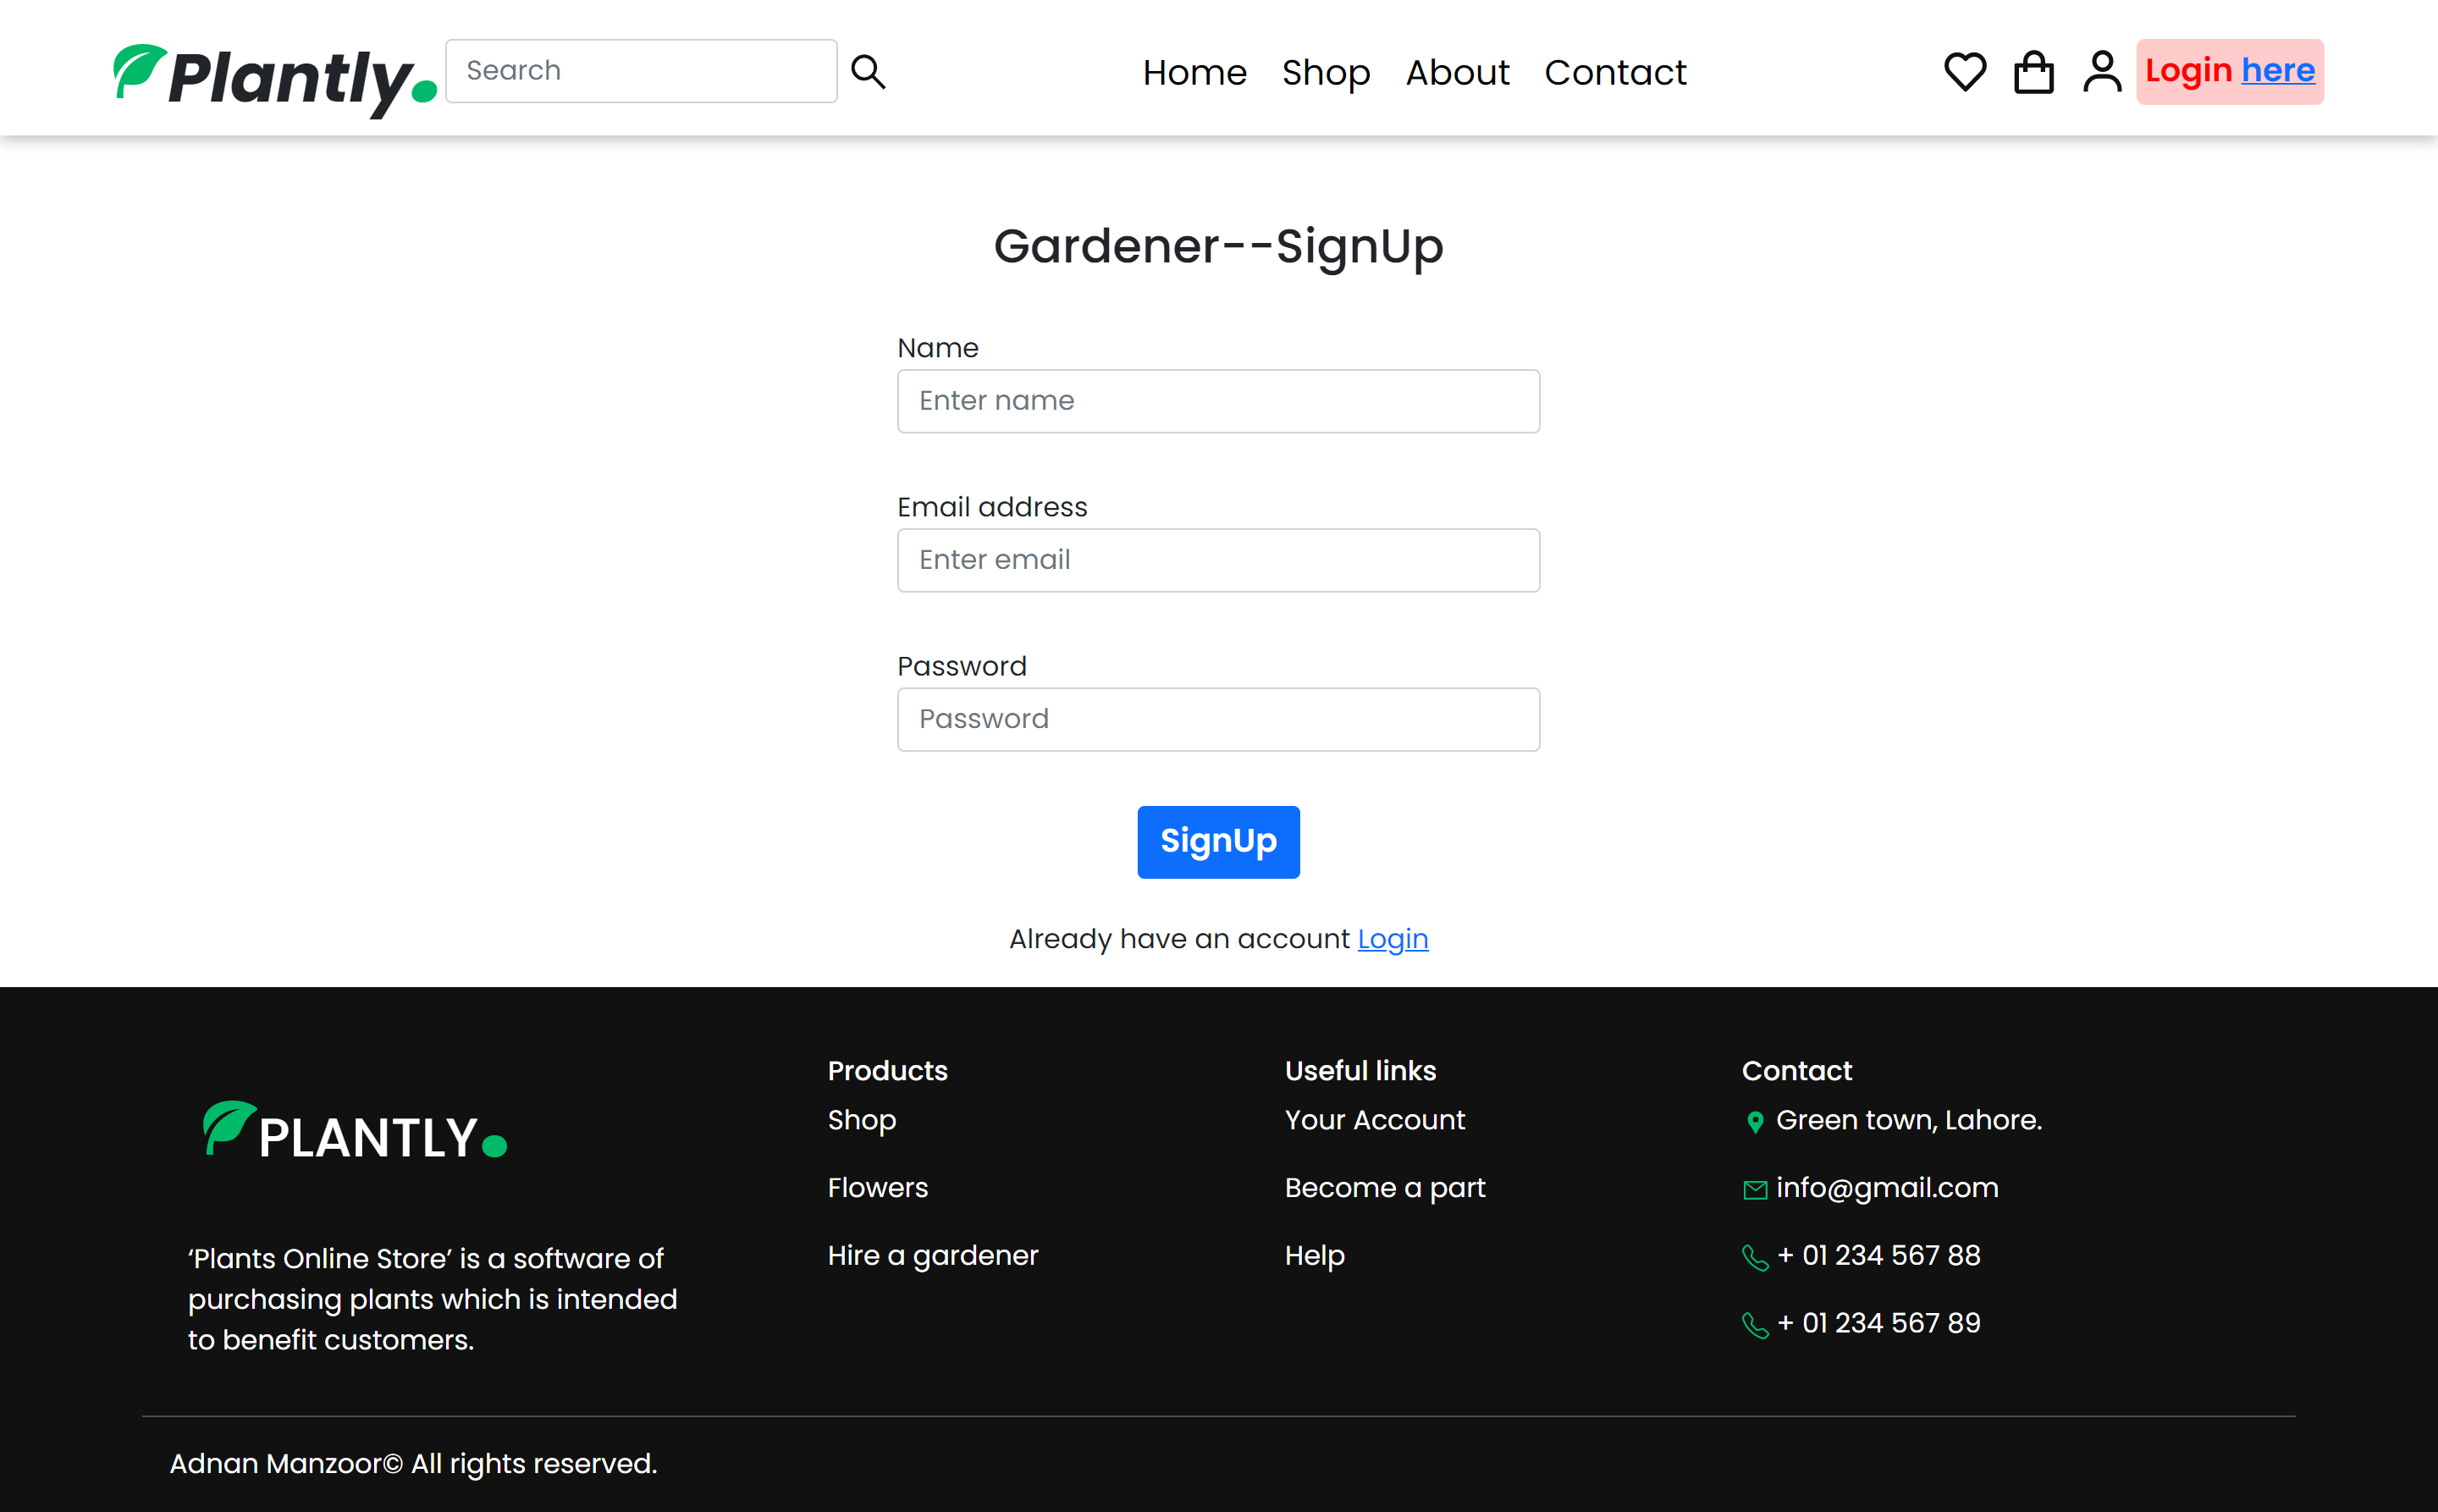 Plantly.
Search
Home Shop About Contact
Login here
Gardener--SignUp
Name
Enter name
Email address
Enter email
Password
Password
SignUp
Already have an account Login
PLANTLY.
‘Plants Online Store’ is a software of
purchasing plants which is intended
to benefit customers.
Products
Shop
Flowers
Hire a gardener
Useful links
Your Account
Become a part
Help
Contact
Green town, Lahore.
info@gmail.com
+ 01 234 567 88
+ 01 234 567 89
Adnan Manzoor© All rights reserved.